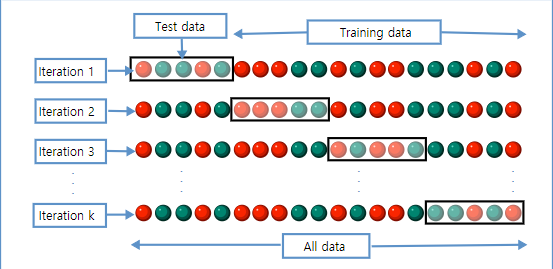 Test data
Training data
Iteration 1
Iteration 2
Iteration 3
Iteration k
All data